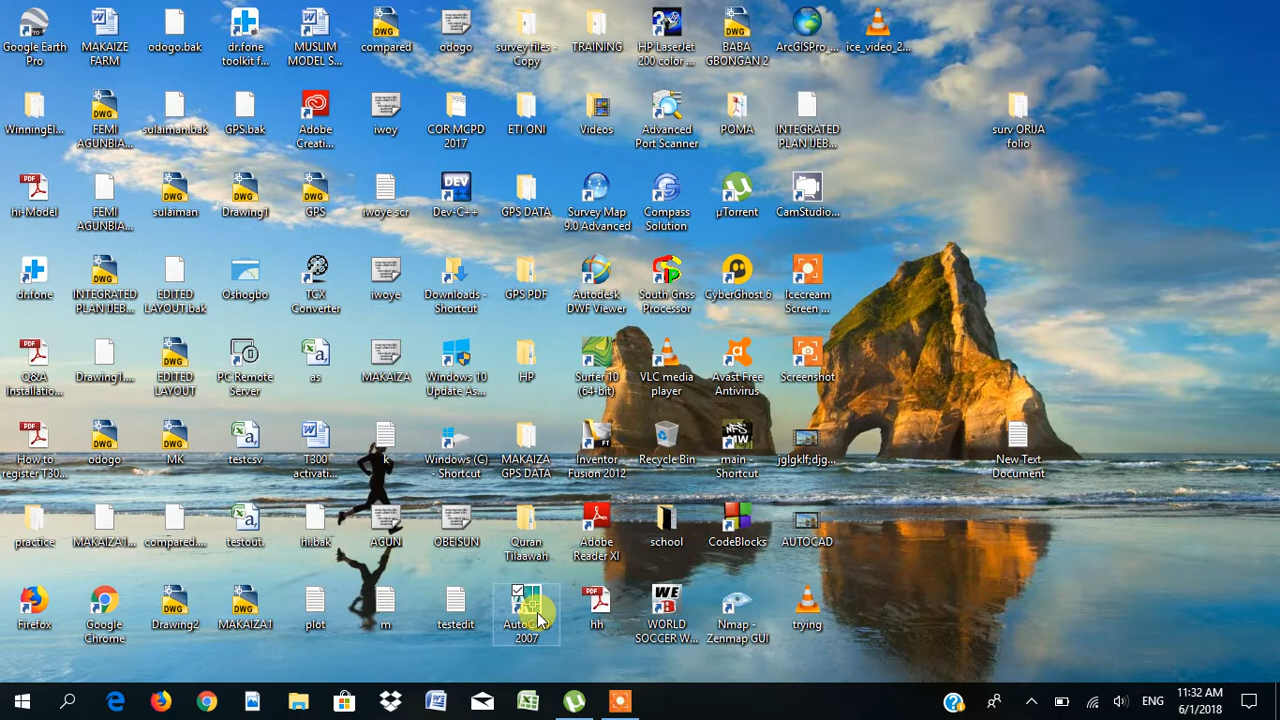 Google Earth
Pro
MAKAIZE
FARM
odogo.bak
dr.fone
toolkit f...
MUSLIM
MODEL S...
compared
odogo
survey files -
Copy
TRAINING
HP LaserJet
200 color ...
BABA
GBONGAN 2
ArcGISPro_...
ice_video_2...
WinningEl...
FEMI
AGUNBIA...
sulaiman.bak
GPS.bak
Adobe
Creati...
iwoy
COR MCPD
2017
ETI ONI
Videos
Advanced
Port Scanner
POMA
INTEGRATED
PLAN IJEB...
surv ORIJA
folio
hi-Model
FEMI
AGUNBIA...
sulaiman
Drawing1
GPS
iwoye scr
Dev-C++
GPS DATA
Survey Map
9.0 Advanced
Compass
Solution
µTorrent
CamStudio...
dr.fone
INTEGRATED
PLAN IJEB...
EDITED
LAYOUT.bak
Oshogbo
TCX
Converter
iwoye
Downloads -
Shortcut
GPS PDF
Autodesk
DWF Viewer
South Gnss
Processor
CyberGhost 6
Icecream
Screen ...
Q&A
Installatio...
Drawing1....
EDITED
LAYOUT
PC Remote
Server
as
MAKAIZA
Windows 10
Update As...
HP
Surfer 10
(64-bit)
VLC media
player
Avast Free
Antivirus
Screenshot
How to
register T30...
odogo
MK
testcsv
T300
activati...
k
Windows (C)
- Shortcut
MAKAIZA
GPS DATA
Inventor
Fusion 2012
Recycle Bin
main -
Shortcut
jglgklf;djg...
New Text
Document
practice
MAKAIZA1...
compared....
testout.
hi.bak
AGUN
OBEISUN
Quran
Tilaawah
Adobe
Reader XI
school
CodeBlocks
AUTOCAD
Firefox
Google
Chrome
Drawing2
MAKAIZA1
plot
m
testedit
AutoCAD
2007
hh
WORLD
SOCCER W...
Nmap -
Zenmap GUI
trying
ENG
11:32 AM
6/1/2018